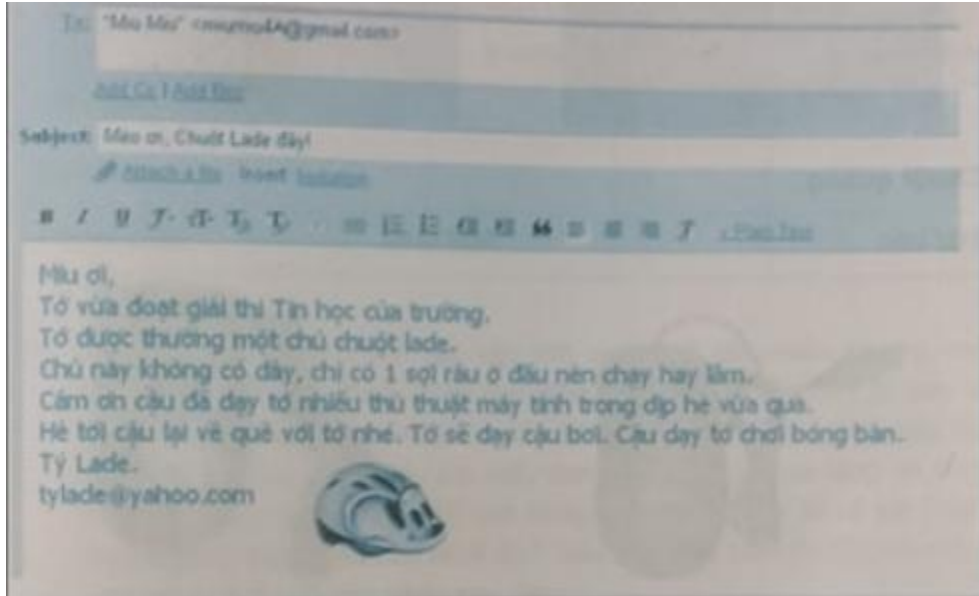 To: "Miu Miu" <miumiu4A@gmail.com>
Add Cc | Add Bcc
Subject: Mèo ơi, Chuột Lade đây!
Attach a file Insert: Invitation
B I U
« Plain Text
Miu ơi,
Tớ vừa đoạt giải thi Tin học của trường.
Tớ được thưởng một chú chuột lade.
Chú này không có dây, chỉ có 1 sợi râu ở đầu nên chạy hay lắm.
Cám ơn cậu đã dạy tớ nhiều thủ thuật máy tính trong dịp hè vừa qua.
Hè tới cậu lại về quê với tớ nhé. Tớ sẽ dạy cậu bơi. Cậu dạy tớ chơi bóng bàn.
Tý Lade.
tylade@yahoo.com